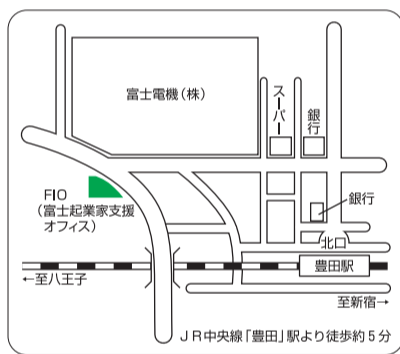 富士電機（株）
スーパー
銀行
FIO
（富士起業家支援
オフィス）
銀行
北口
豊田駅
←至八王子
至新宿→
ＪＲ中央線「豊田」駅より徒歩約５分